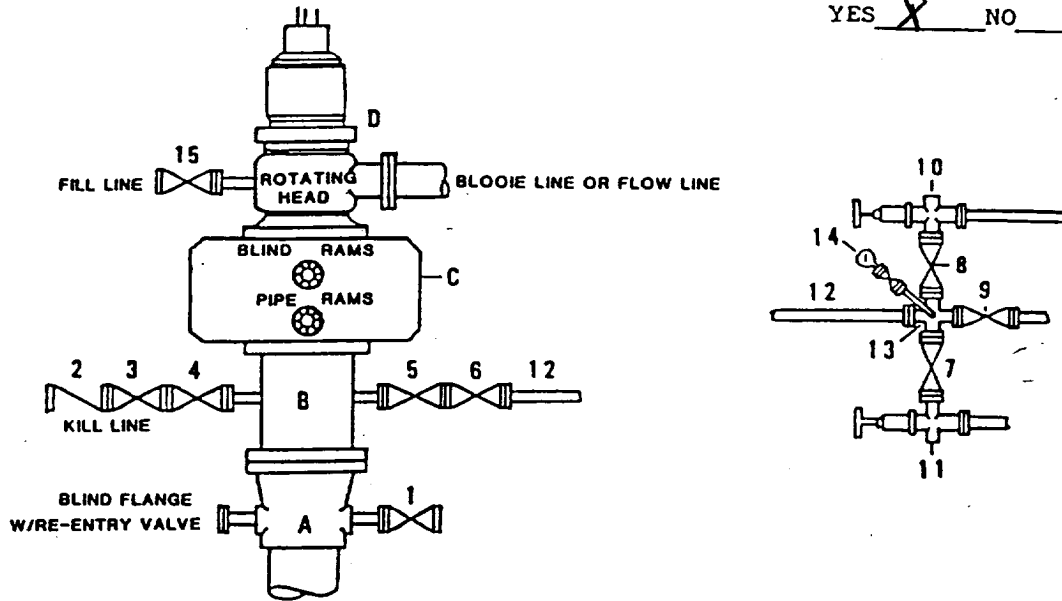 YES X NO
D
15
FILL LINE
ROTATING
HEAD
BLOOIE LINE OR FLOW LINE
BLIND RAMS
C
PIPE RAMS
2 3 4
B
5 6 12
KILL LINE
BLIND FLANGE
W/RE-ENTRY VALVE
A
1
10
14
8
12
9
13
7
11